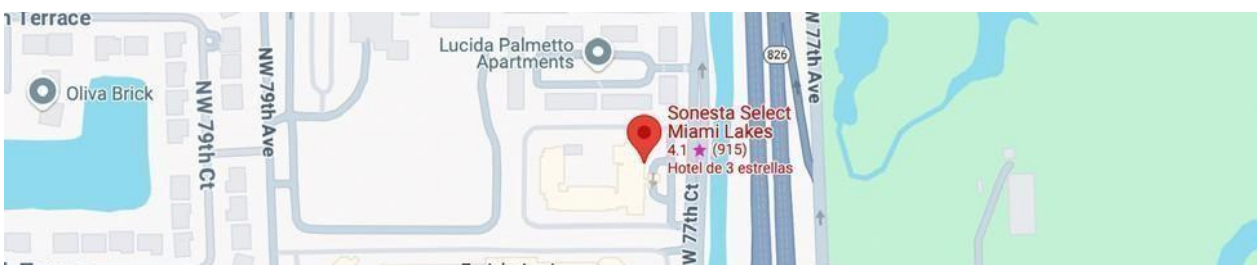 Terrace
Oliva Brick
NW 79th Ct
NW 79th Ave
Lucida Palmetto
Apartments
Sonesta Select
Miami Lakes
4.1 ★ (915)
Hotel de 3 estrellas
W 77th Ct
826
77th Ave